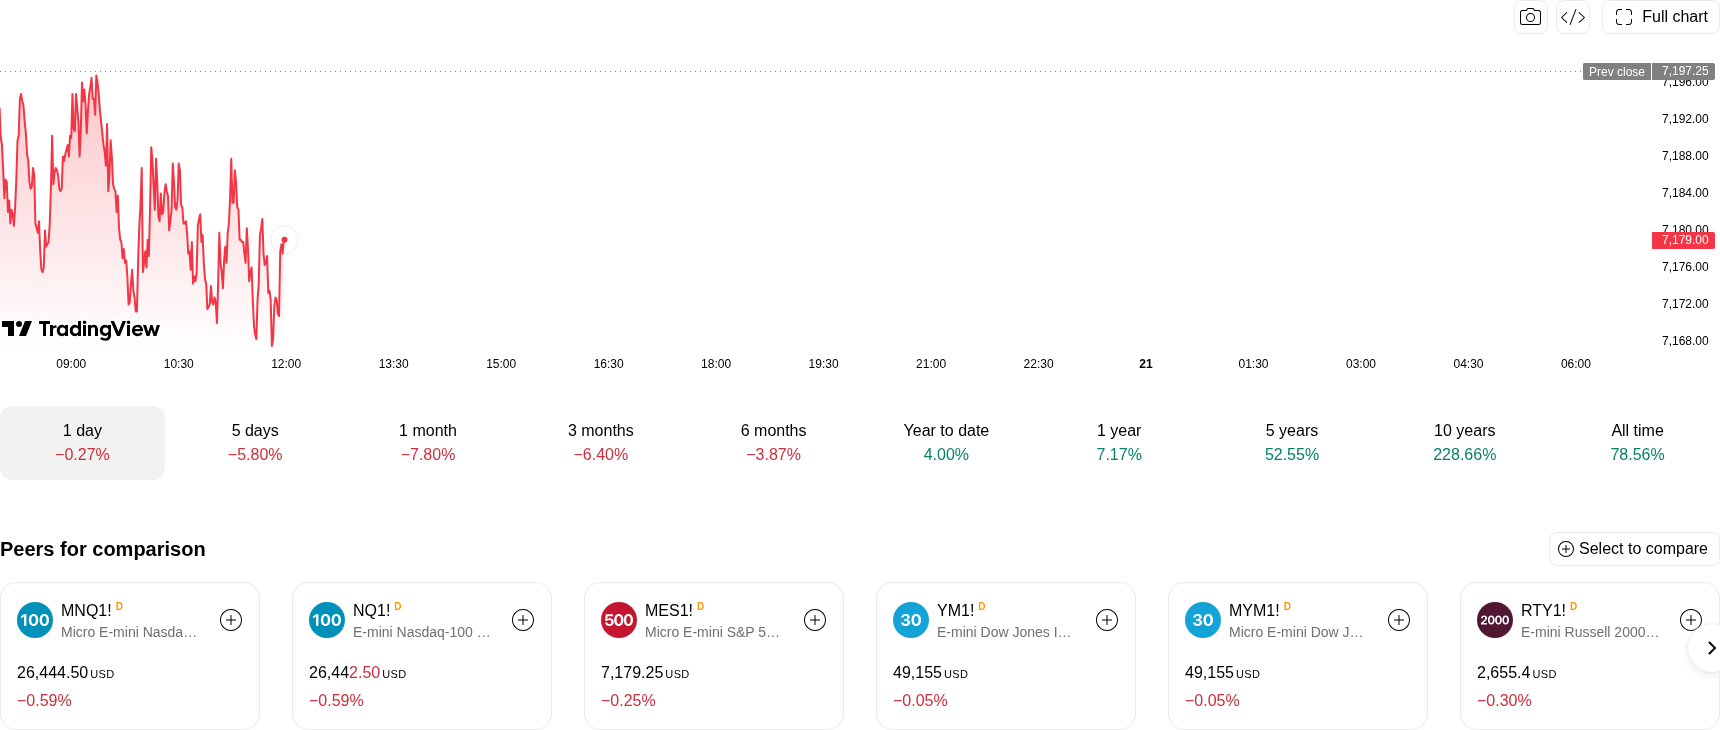 Full chart
Prev close 7,197.25
7,196.00
7,192.00
7,188.00
7,184.00
7,180.00
7,179.00
7,176.00
7,172.00
7,168.00
TradingView
09:00 10:30 12:00 13:30 15:00 16:30 18:00 19:30 21:00 22:30 21 01:30 03:00 04:30 06:00
1 day 5 days 1 month 3 months 6 months Year to date 1 year 5 years 10 years All time
−0.27% −5.80% −7.80% −6.40% −3.87% 4.00% 7.17% 52.55% 228.66% 78.56%
Peers for comparison
Select to compare
100 MNQ1! D
Micro E-mini Nasda…
26,444.50 USD
−0.59%
100 NQ1! D
E-mini Nasdaq-100 …
26,442.50 USD
−0.59%
500 MES1! D
Micro E-mini S&P 5…
7,179.25 USD
−0.25%
30 YM1! D
E-mini Dow Jones I…
49,155 USD
−0.05%
30 MYM1! D
Micro E-mini Dow J…
49,155 USD
−0.05%
2000 RTY1! D
E-mini Russell 2000…
2,655.4 USD
−0.30%